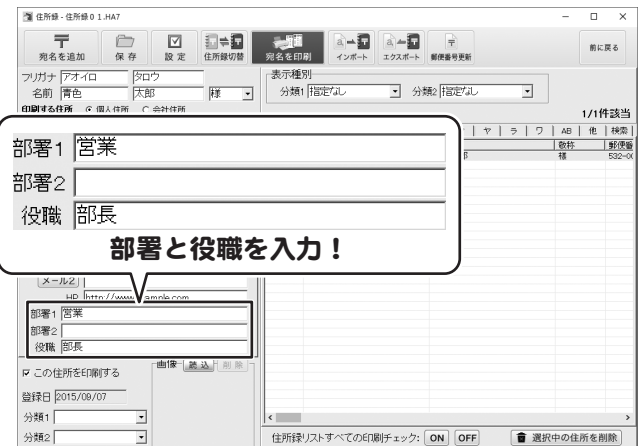 住所録 - 住所録01.HA7
宛名を追加 保存 設定 住所録切替 宛名を印刷 インポート エクスポート 郵便番号更新 前に戻る
フリガナ アオイロ タロウ
名前 青色 太郎 様
印刷する住所 個人住所 会社住所
表示種別
分類1 指定なし 分類2 指定なし
1/1件該当
ヤ ラ ワ AB 他 検索
敬称 郵便番
様 532-00
部署1 営業
部署2
役職 部長
部署と役職を入力！
メール2
HP http://www.example.com
部署1 営業
部署2
役職 部長
この住所を印刷する
画像 読込 削除
登録日 2015/09/07
分類1
分類2
住所録リストすべての印刷チェック: ON OFF 選択中の住所を削除